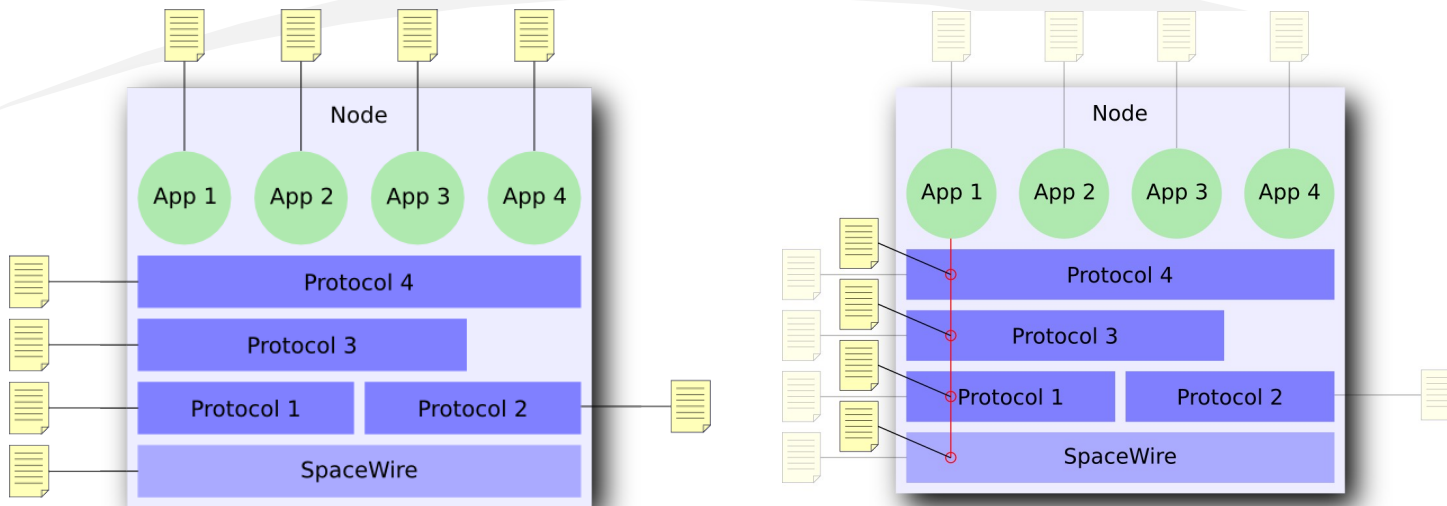 Node
App 1 App 2 App 3 App 4
Protocol 4
Protocol 3
Protocol 1 Protocol 2
SpaceWire
Node
App 1 App 2 App 3 App 4
Protocol 4
Protocol 3
Protocol 1 Protocol 2
SpaceWire